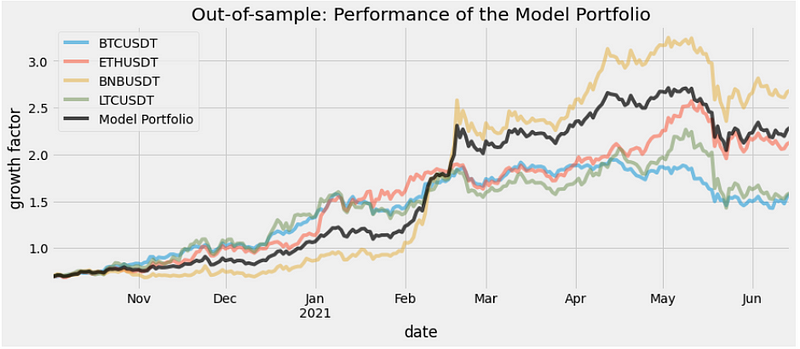 Out-of-sample: Performance of the Model Portfolio
BTCUSDT
ETHUSDT
BNBUSDT
LTCUSDT
Model Portfolio
growth factor
3.0
2.5
2.0
1.5
1.0
Nov
Dec
Jan
2021
Feb
Mar
Apr
May
Jun
date